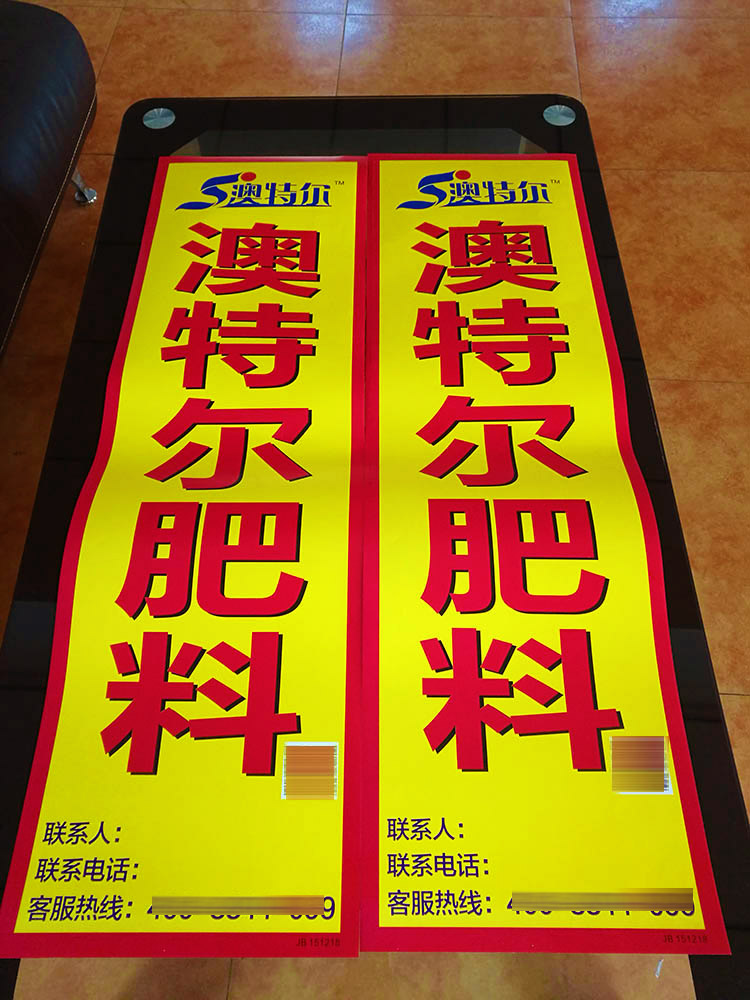 澳特尔™
澳特尔肥料
联系人：
联系电话：
客服热线：
JB 151218
澳特尔™
澳特尔肥料
联系人：
联系电话：
客服热线：
JB 151218